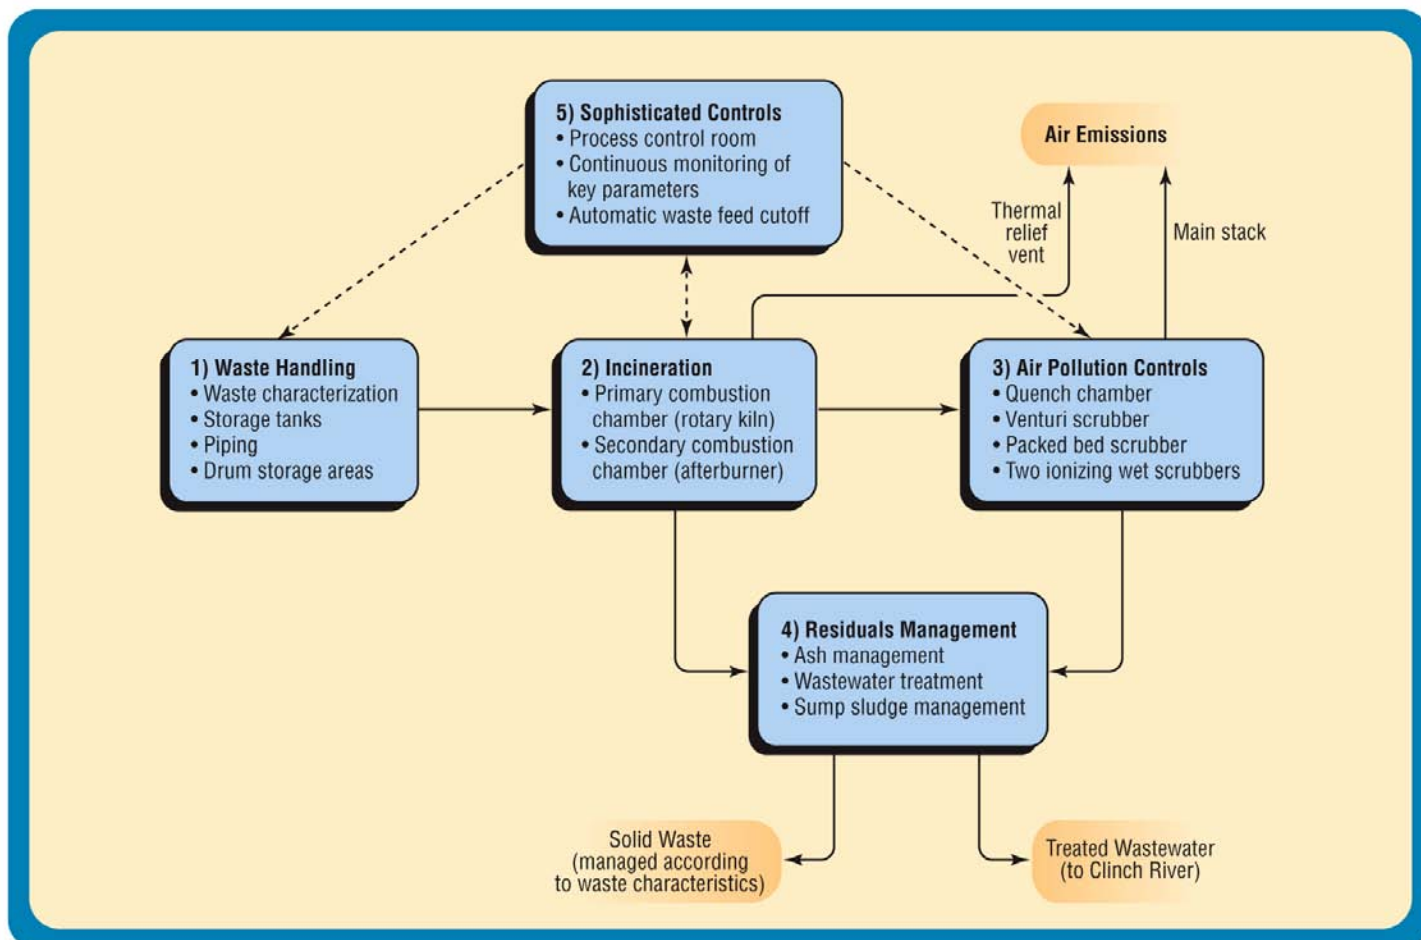 5) Sophisticated Controls
• Process control room
• Continuous monitoring of
key parameters
• Automatic waste feed cutoff
Air Emissions
Thermal
relief
vent
Main stack
1) Waste Handling
• Waste characterization
• Storage tanks
• Piping
• Drum storage areas
2) Incineration
• Primary combustion
chamber (rotary kiln)
• Secondary combustion
chamber (afterburner)
3) Air Pollution Controls
• Quench chamber
• Venturi scrubber
• Packed bed scrubber
• Two ionizing wet scrubbers
4) Residuals Management
• Ash management
• Wastewater treatment
• Sump sludge management
Solid Waste
(managed according
to waste characteristics)
Treated Wastewater
(to Clinch River)